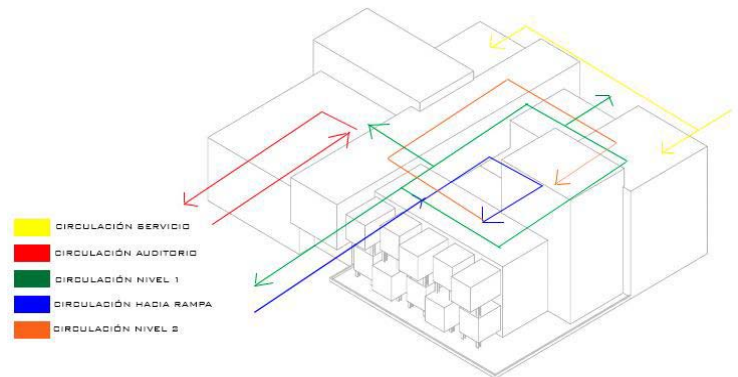 CIRCULACIÓN SERVICIO
CIRCULACIÓN AUDITORIO
CIRCULACIÓN NIVEL 1
CIRCULACIÓN HACIA RAMPA
CIRCULACIÓN NIVEL 2